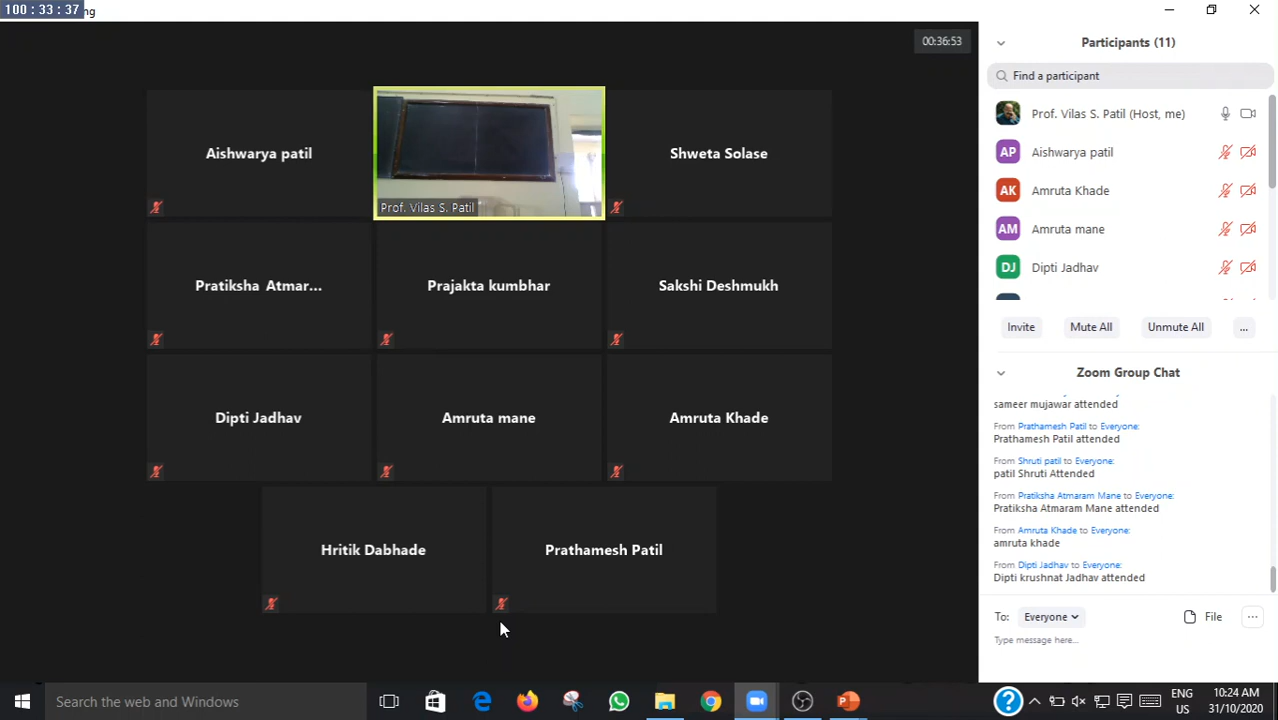 100:33:37
ng
00:36:53
Aishwarya patil
Prof. Vilas S. Patil
Shweta Solase
Pratiksha Atmar...
Prajakta kumbhar
Sakshi Deshmukh
Dipti Jadhav
Amruta mane
Amruta Khade
Hritik Dabhade
Prathamesh Patil
Participants (11)
Find a participant
Prof. Vilas S. Patil (Host, me)
AP Aishwarya patil
AK Amruta Khade
AM Amruta mane
DJ Dipti Jadhav
Invite Mute All Unmute All ...
Zoom Group Chat
sameer mujawar attended
From Prathamesh Patil to Everyone:
Prathamesh Patil attended
From Shruti patil to Everyone:
patil Shruti Attended
From Pratiksha Atmaram Mane to Everyone:
Pratiksha Atmaram Mane attended
From Amruta Khade to Everyone:
amruta khade
From Dipti Jadhav to Everyone:
Dipti krushnat Jadhav attended
To: Everyone File ...
Type message here...
Search the web and Windows
ENG
US
10:24 AM
31/10/2020